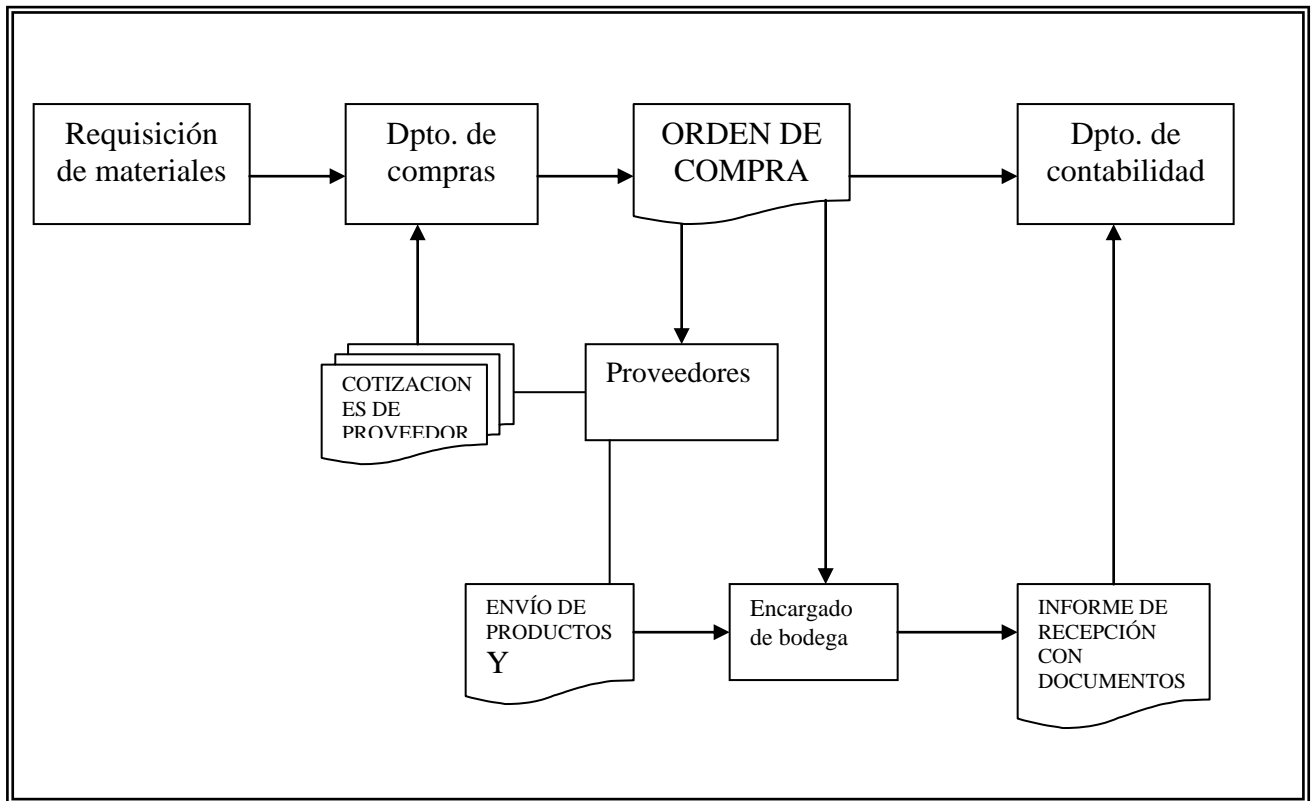 Requisición
de materiales
Dpto. de
compras
ORDEN DE
COMPRA
Dpto. de
contabilidad
COTIZACION
ES DE
PROVEEDOR
Proveedores
ENVÍO DE
PRODUCTOS
Y
Encargado
de bodega
INFORME DE
RECEPCIÓN
CON
DOCUMENTOS